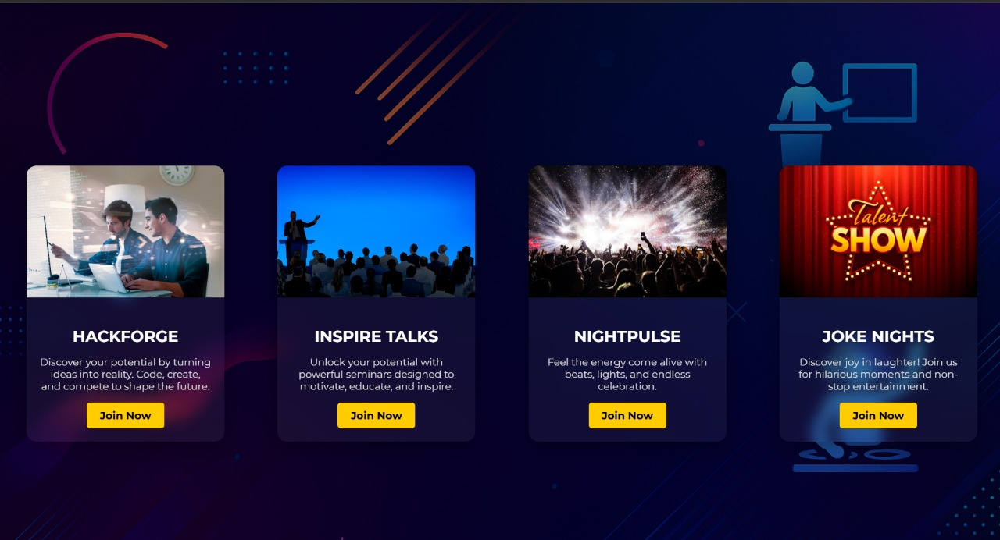 Talent
SHOW
HACKFORGE
Discover your potential by turning
ideas into reality. Code, create,
and compete to shape the future.
Join Now
INSPIRE TALKS
Unlock your potential with
powerful seminars designed to
motivate, educate, and inspire.
Join Now
NIGHTPULSE
Feel the energy come alive with
beats, lights, and endless
celebration.
Join Now
JOKE NIGHTS
Discover joy in laughter! Join us
for hilarious moments and non-
stop entertainment.
Join Now